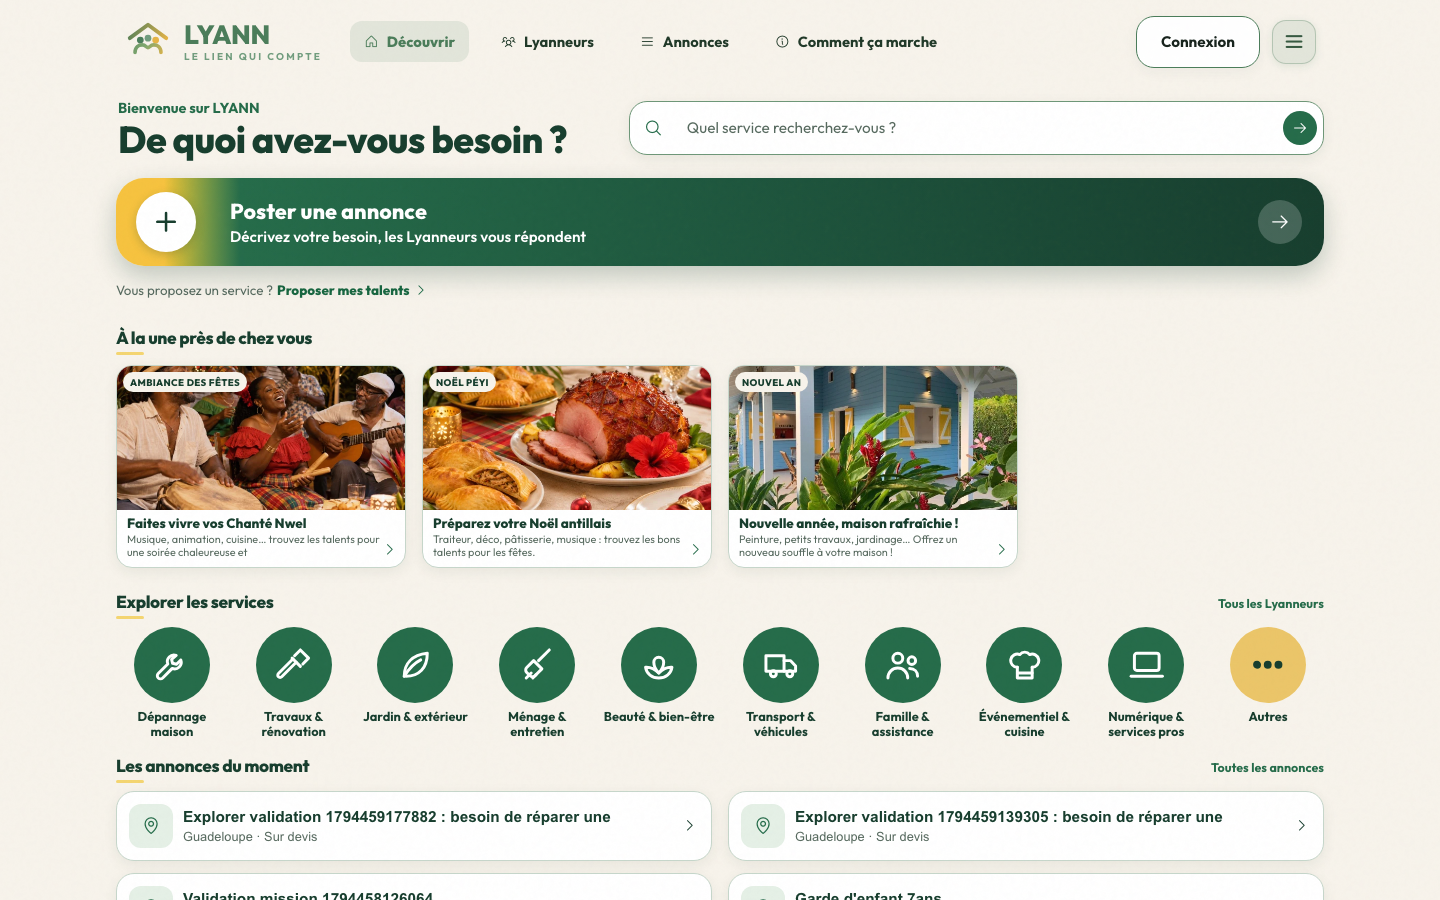 LYANN
LE LIEN QUI COMPTE
Découvrir
Lyanneurs
Annonces
Comment ça marche
Connexion
Bienvenue sur LYANN
De quoi avez-vous besoin ?
Quel service recherchez-vous ?
Poster une annonce
Décrivez votre besoin, les Lyanneurs vous répondent
Vous proposez un service ? Proposer mes talents
À la une près de chez vous
AMBIANCE DES FÊTES
Faites vivre vos Chanté Nwel
Musique, animation, cuisine... trouvez les talents pour
une soirée chaleureuse et
NOËL PÉYI
Préparez votre Noël antillais
Traiteur, déco, pâtisserie, musique : trouvez les bons
talents pour les fêtes.
NOUVEL AN
Nouvelle année, maison rafraîchie !
Peinture, petits travaux, jardinage... Offrez un
nouveau souffle à votre maison !
Explorer les services
Tous les Lyanneurs
Dépannage
maison
Travaux &
rénovation
Jardin & extérieur
Ménage &
entretien
Beauté & bien-être
Transport &
véhicules
Famille &
assistance
Événementiel &
cuisine
Numérique &
services pros
Autres
Les annonces du moment
Toutes les annonces
Explorer validation 1794459177882 : besoin de réparer une
Guadeloupe · Sur devis
Explorer validation 1794459139305 : besoin de réparer une
Guadeloupe · Sur devis
Validation mission 1794458126064
Garde d'enfant 7ans